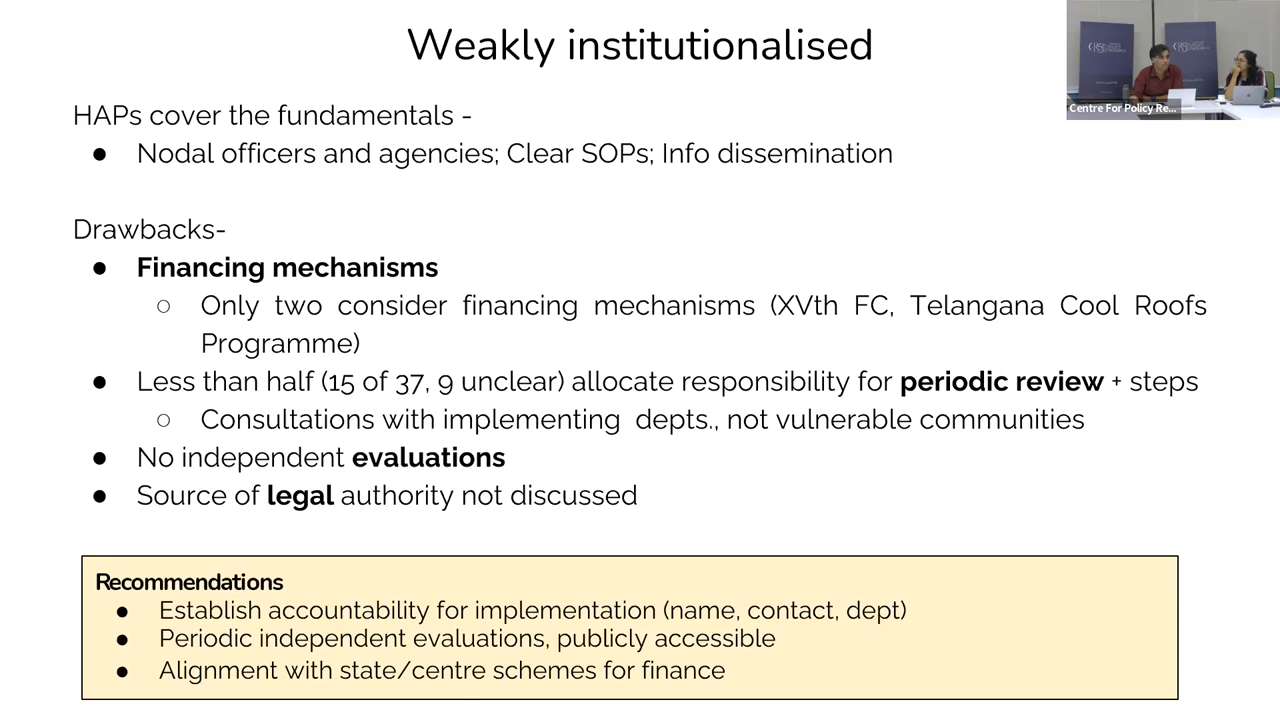 Weakly institutionalised
Centre For Policy Re...
HAPs cover the fundamentals -
● Nodal officers and agencies; Clear SOPs; Info dissemination
Drawbacks-
● Financing mechanisms
○ Only two consider financing mechanisms (XVth FC, Telangana Cool Roofs
Programme)
● Less than half (15 of 37, 9 unclear) allocate responsibility for periodic review + steps
○ Consultations with implementing depts., not vulnerable communities
● No independent evaluations
● Source of legal authority not discussed
Recommendations
● Establish accountability for implementation (name, contact, dept)
● Periodic independent evaluations, publicly accessible
● Alignment with state/centre schemes for finance